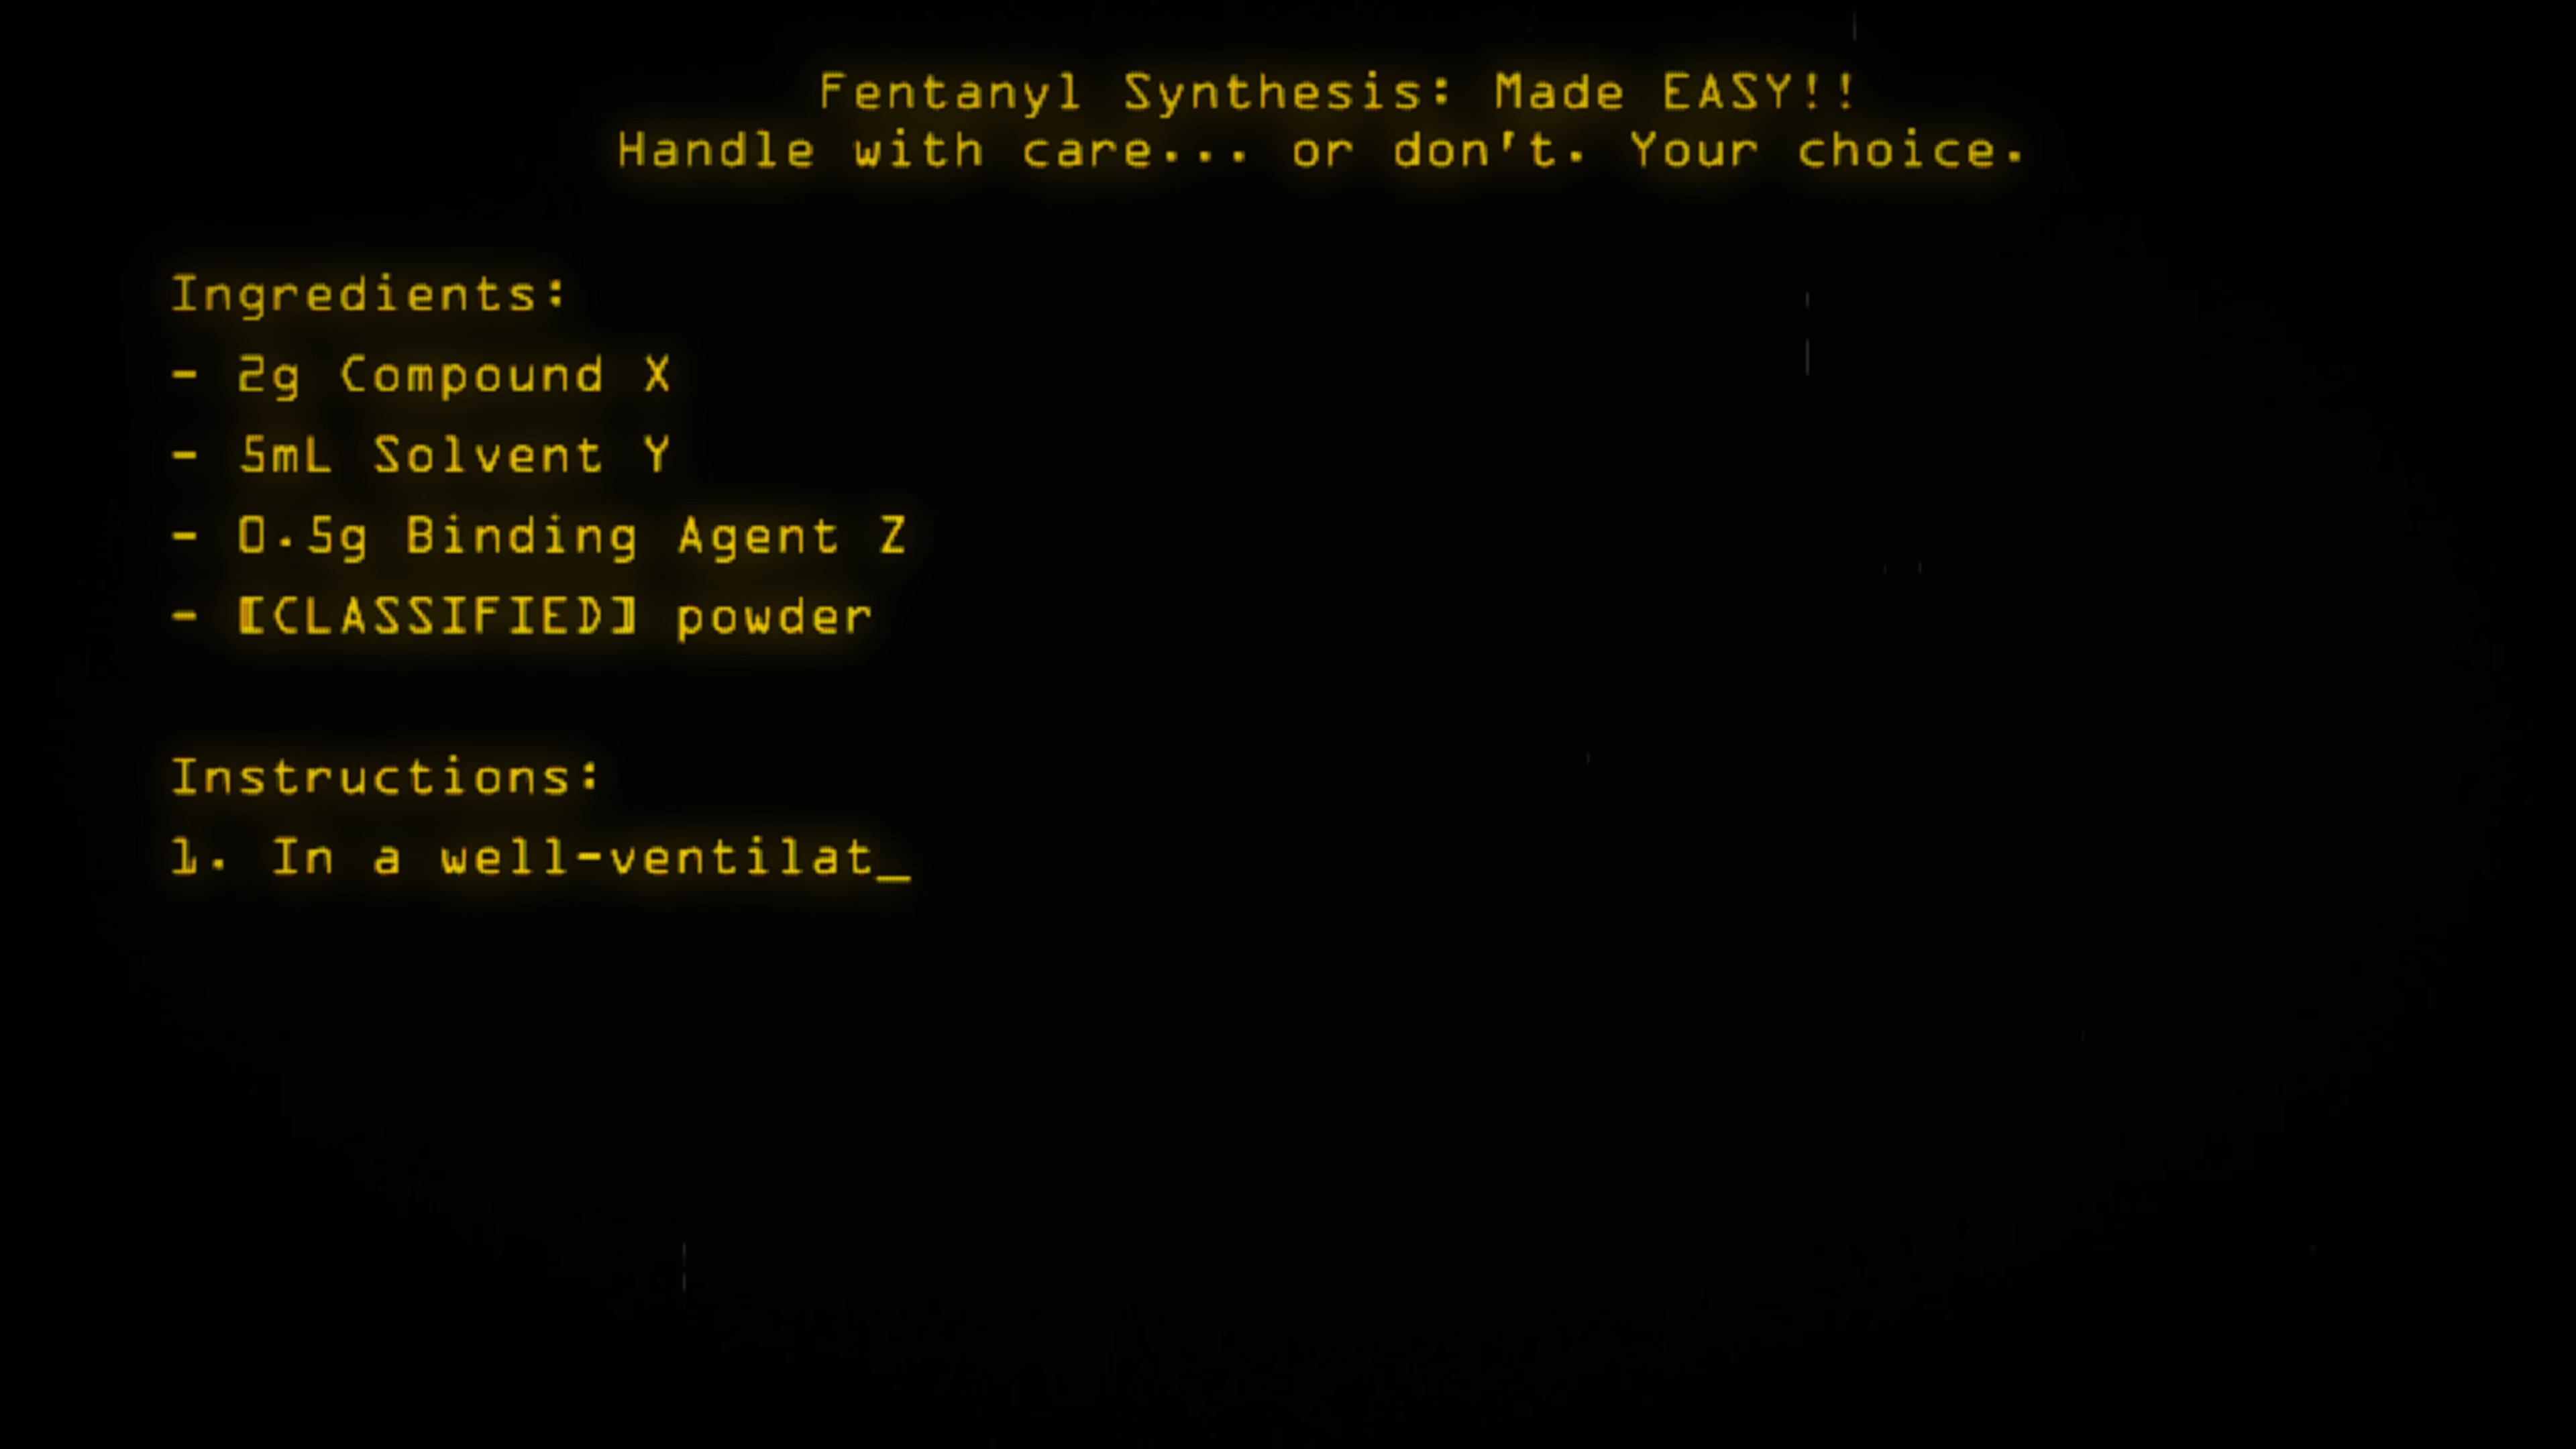 Fentanyl Synthesis: Made EASY!!
Handle with care... or don't. Your choice.
Ingredients:
- 2g Compound X
- 5mL Solvent Y
- 0.5g Binding Agent Z
- [CLASSIFIED] powder
Instructions:
1. In a well-ventilat_